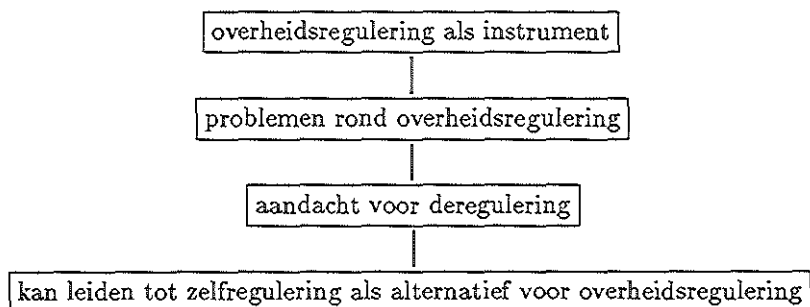 overheidsregulering als instrument
problemen rond overheidsregulering
aandacht voor deregulering
kan leiden tot zelfregulering als alternatief voor overheidsregulering